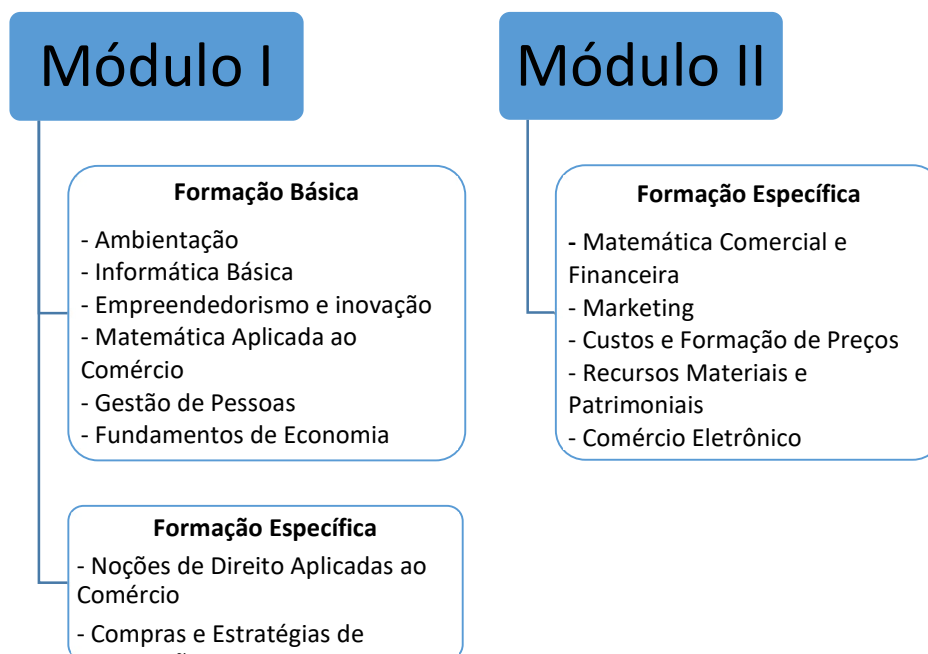 Módulo I
Formação Básica
- Ambientação
- Informática Básica
- Empreendedorismo e inovação
- Matemática Aplicada ao
Comércio
- Gestão de Pessoas
- Fundamentos de Economia
Formação Específica
- Noções de Direito Aplicadas ao
Comércio
- Compras e Estratégias de
Módulo II
Formação Específica
- Matemática Comercial e
Financeira
- Marketing
- Custos e Formação de Preços
- Recursos Materiais e
Patrimoniais
- Comércio Eletrônico